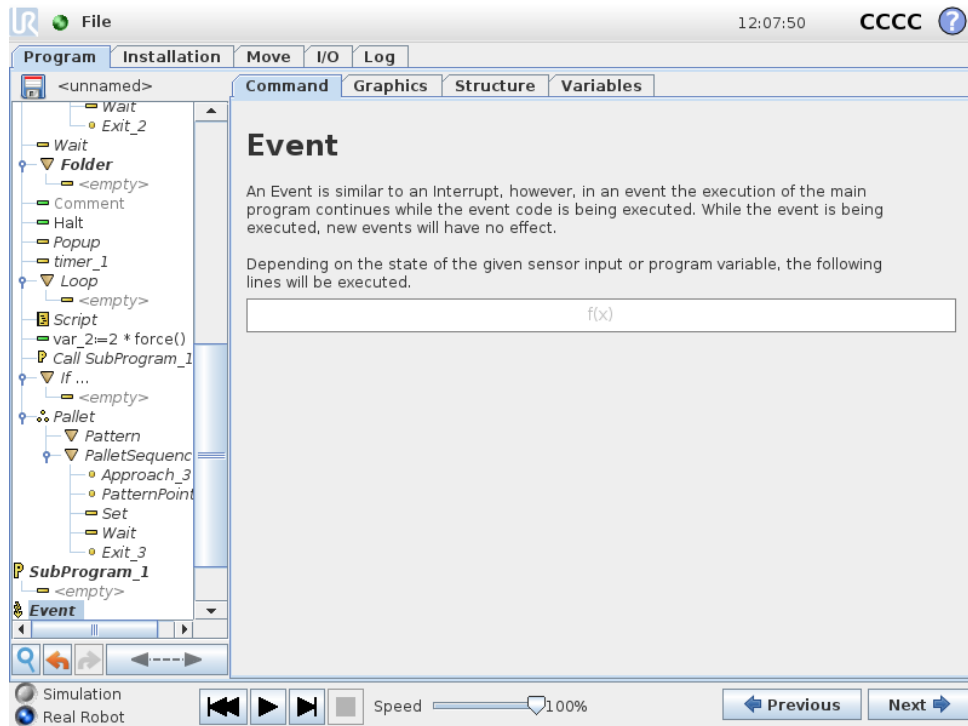 UR File 12:07:50 CCCC ?
Program Installation Move I/O Log
<unnamed> Command Graphics Structure Variables
Wait
Exit_2
Wait
Folder
<empty>
Comment
Halt
Popup
timer_1
Loop
<empty>
Script
var_2:=2 * force()
Call SubProgram_1
If ...
<empty>
Pallet
Pattern
PalletSequenc
Approach_3
PatternPoint
Set
Wait
Exit_3
SubProgram_1
<empty>
Event
Event
An Event is similar to an Interrupt, however, in an event the execution of the main
program continues while the event code is being executed. While the event is being
executed, new events will have no effect.
Depending on the state of the given sensor input or program variable, the following
lines will be executed.
f(x)
Simulation
Real Robot
Speed 100%
Previous Next